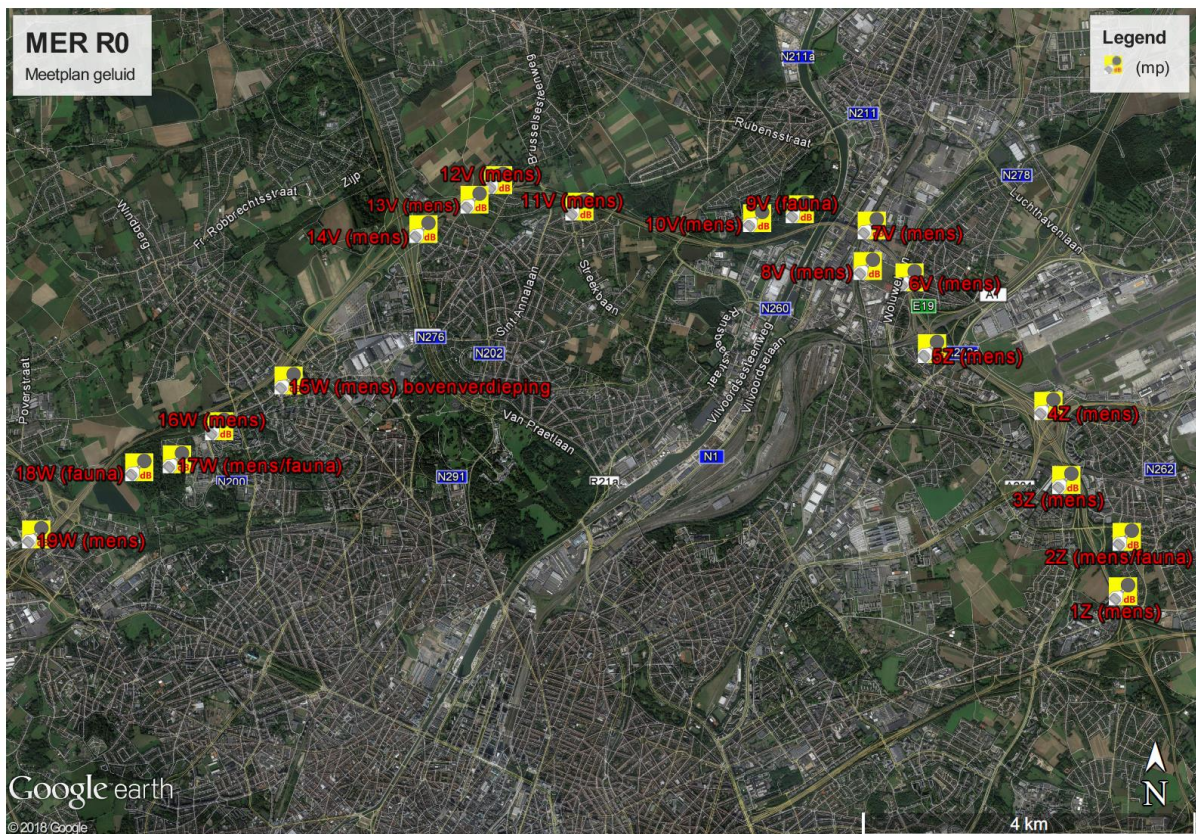 MER R0
Meetplan geluid
Legend
(mp)
N211a
N211
Brusselsesteenweg
Rubensstraat
N278
Luchthavenlaan
Zijp
Fr. Robbrechtsstraat
Windberg
12V (mens)
13V (mens)
11V (mens)
14V (mens)
9V (fauna)
10V(mens)
7V (mens)
8V (mens)
6V (mens)
A1
E19
Streekbaan
Sint-Annalaan
N260
N276
N202
5Z (mens)
Vilvoordsesteenweg
Vilvoordselaan
Poverstraat
15W (mens) bovenverdieping
4Z (mens)
16W (mens)
Van Praetlaan
N1
17W (mens/fauna)
18W (fauna)
N200
N291
R21a
N262
3Z (mens)
19W (mens)
2Z (mens/fauna)
1Z (mens)
Google earth
© 2018 Google
N
4 km